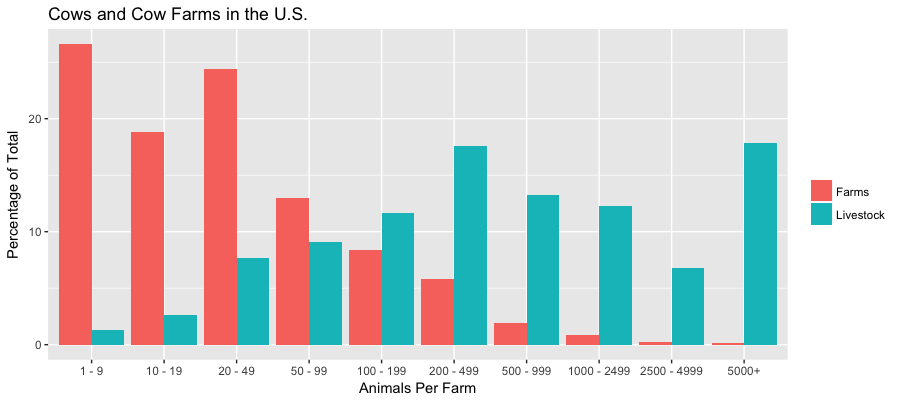 Cows and Cow Farms in the U.S.
Percentage of Total
20
10
0
1 - 9 10 - 19 20 - 49 50 - 99 100 - 199 200 - 499 500 - 999 1000 - 2499 2500 - 4999 5000+
Animals Per Farm
Farms
Livestock